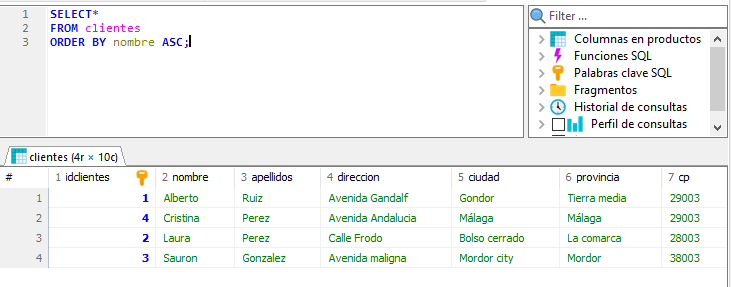 1 SELECT*
2 FROM clientes
3 ORDER BY nombre ASC;
Filter ...
Columnas en productos
Funciones SQL
Palabras clave SQL
Fragmentos
Historial de consultas
Perfil de consultas
clientes (4r × 10c)
# 1 idclientes 2 nombre 3 apellidos 4 direccion 5 ciudad 6 provincia 7 cp
1 1 Alberto Ruiz Avenida Gandalf Gondor Tierra media 29003
2 4 Cristina Perez Avenida Andalucia Málaga Málaga 29003
3 2 Laura Perez Calle Frodo Bolso cerrado La comarca 28003
4 3 Sauron Gonzalez Avenida maligna Mordor city Mordor 38003